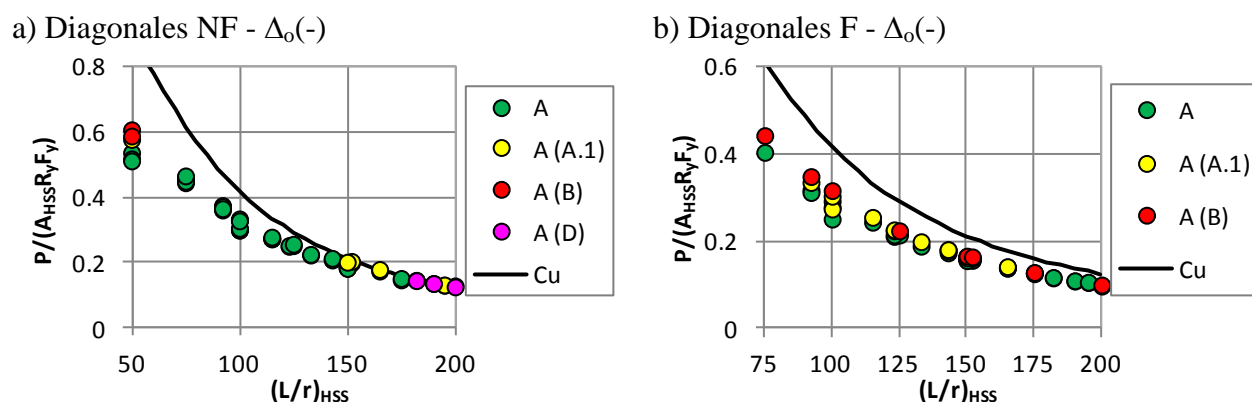 a) Diagonales NF - Δo(-)
0.8
0.6
0.4
0.2
0
P/(AHSSRyFy)
50
100
150
200
(L/r)HSS
A
A (A.1)
A (B)
A (D)
Cu
b) Diagonales F - Δo(-)
0.6
0.4
0.2
0
P/(AHSSRyFy)
75
100
125
150
175
200
(L/r)HSS
A
A (A.1)
A (B)
Cu